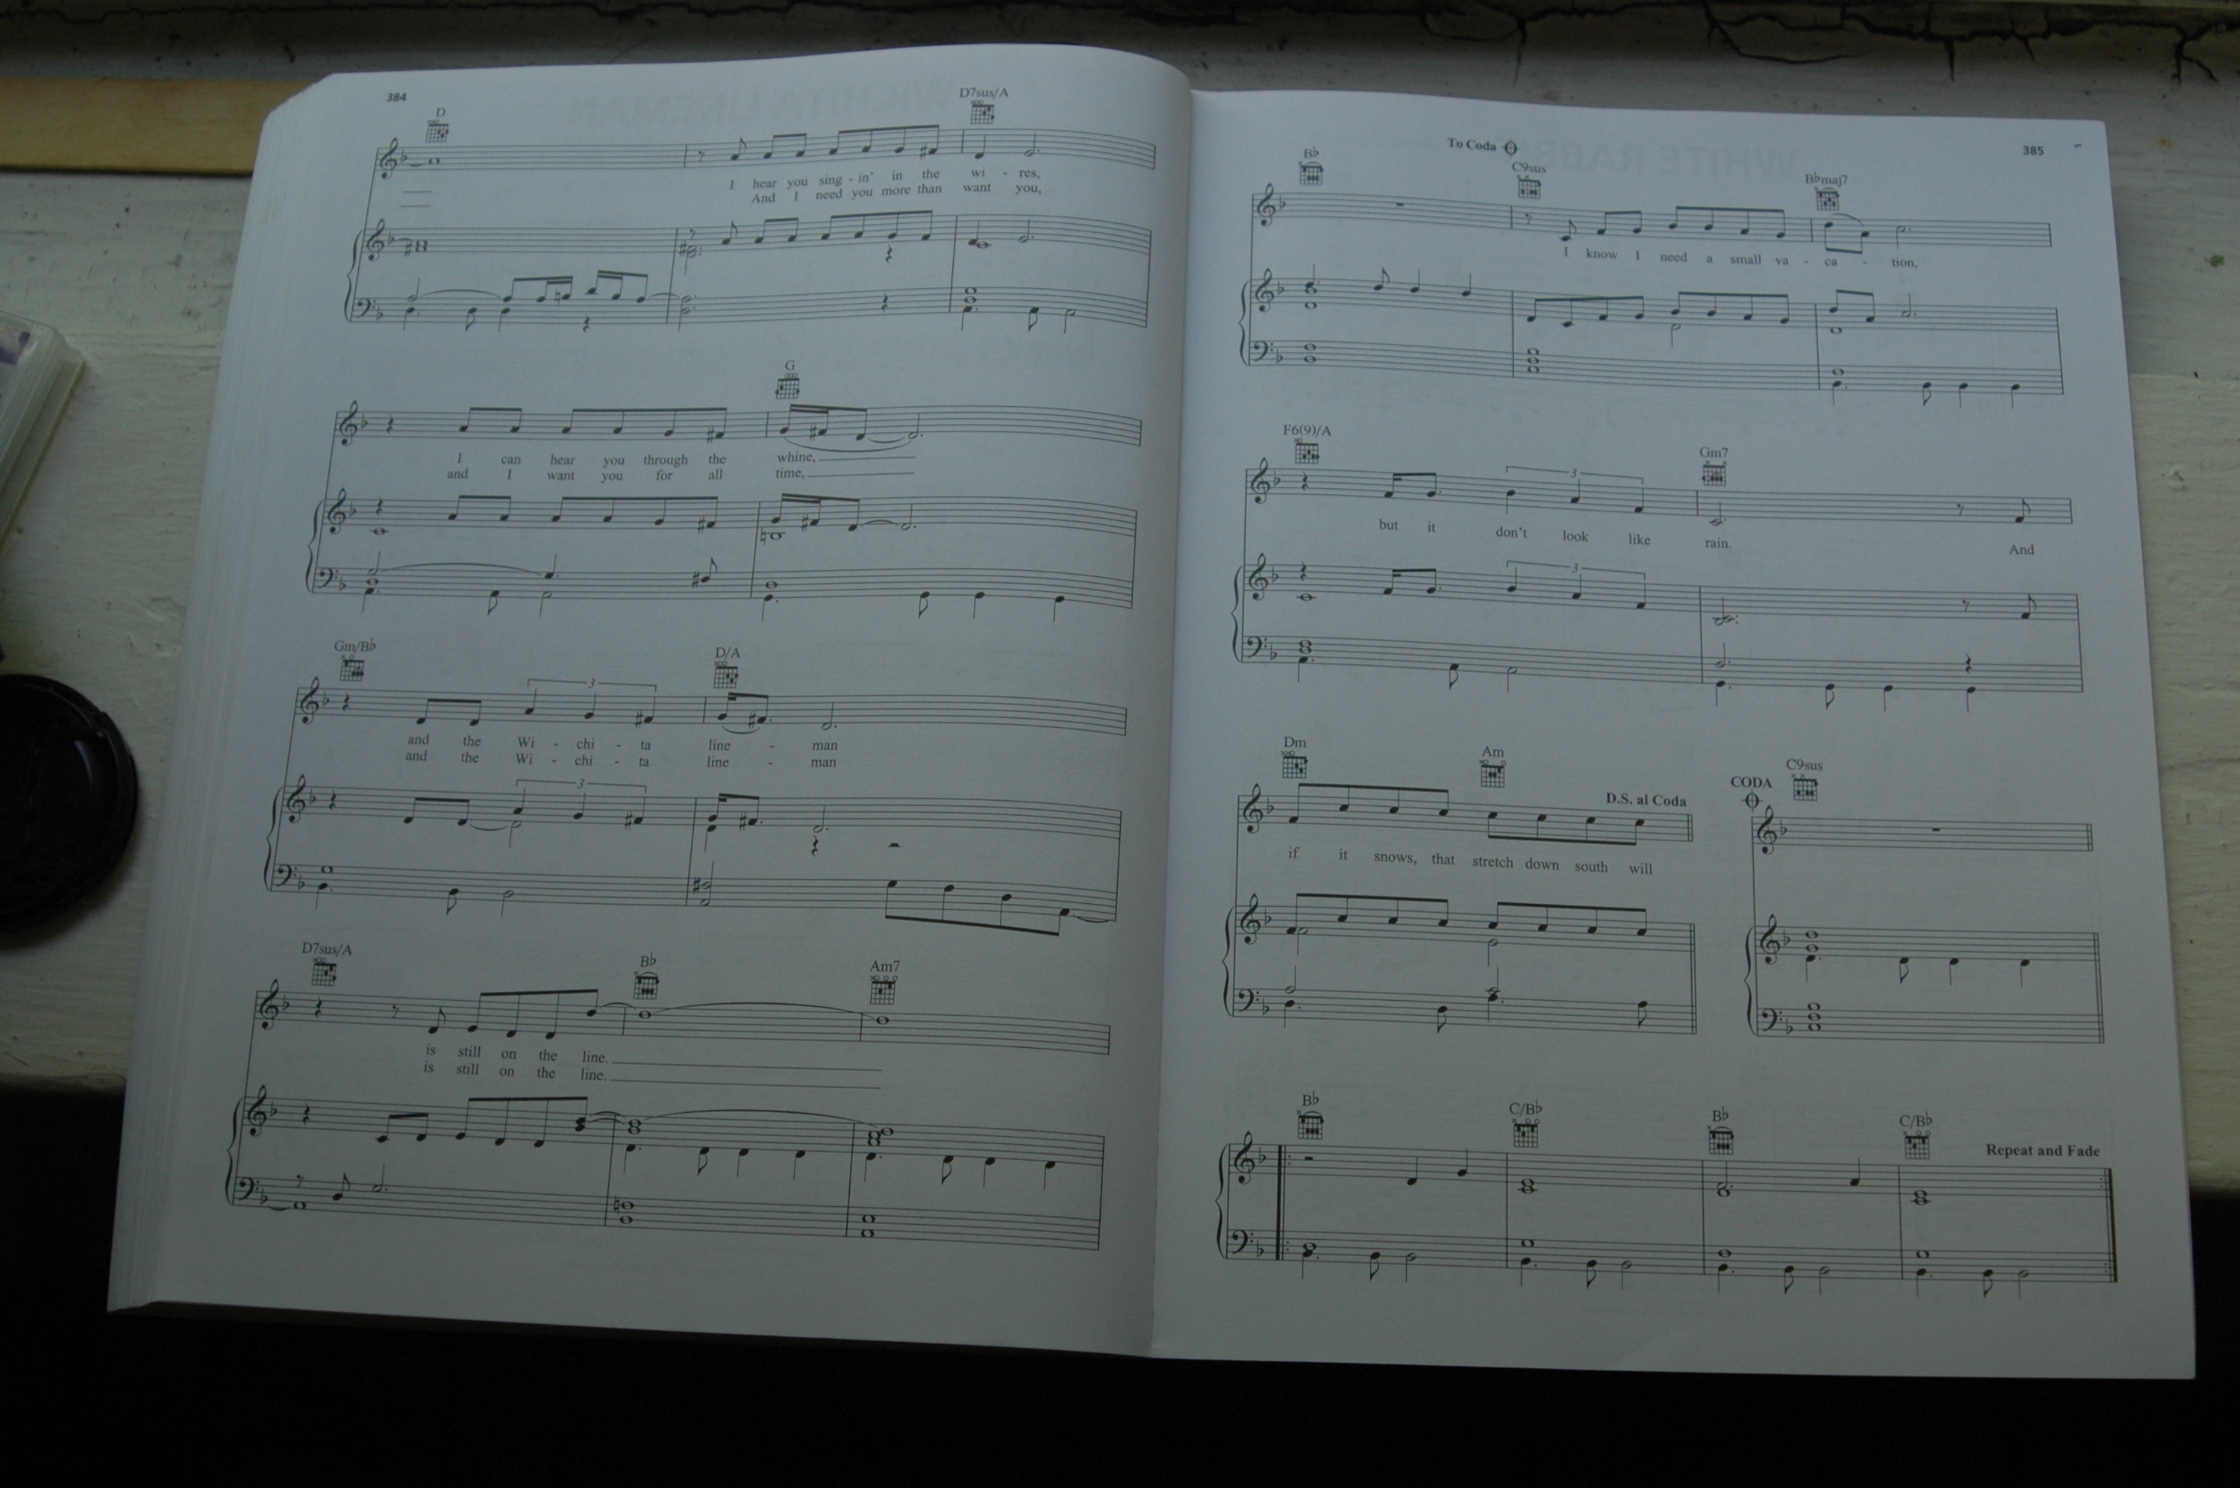 384
D D7sus/A
I hear you sing - in' in the wi - res,
And I need you more than want you,
G
I can hear you through the whine,
and I want you for all time,
Gm/B♭ D/A
3
and the Wi - chi - ta line - man
and the Wi - chi - ta line - man
3
D7sus/A B♭ Am7
is still on the line.
is still on the line.
385
To Coda
B♭ C9sus B♭maj7
I know I need a small va - ca - tion,
F6(9)/A Gm7
3
but it don't look like rain. And
3
Dm Am
D.S. al Coda
if it snows, that stretch down south will
CODA
C9sus
B♭ C/B♭ B♭ C/B♭
Repeat and Fade